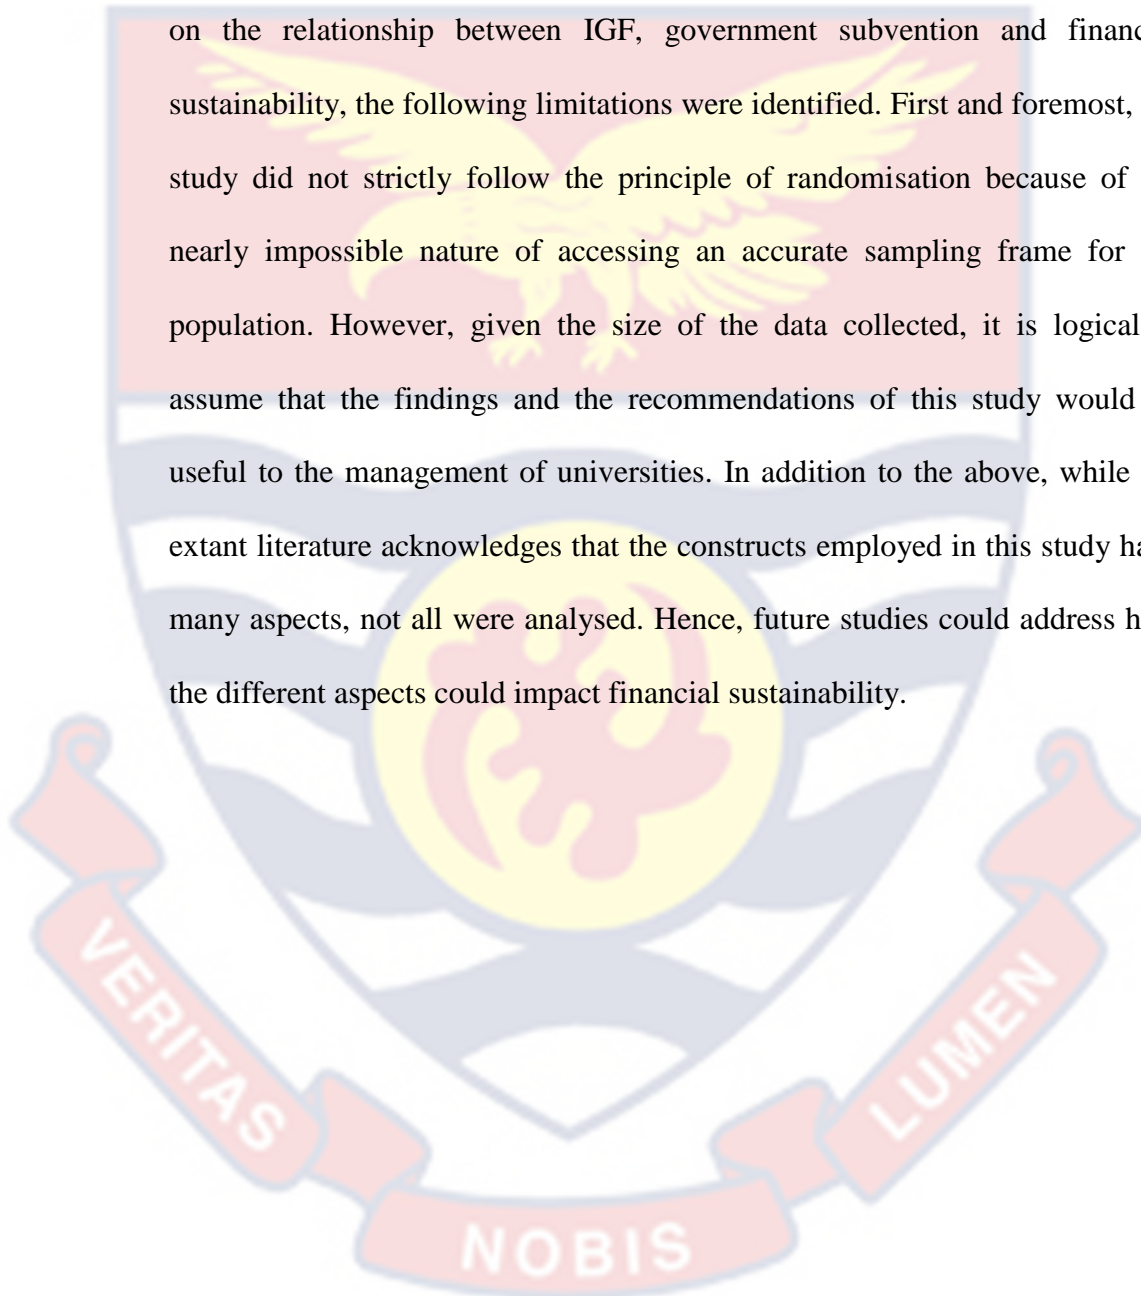 on the relationship between IGF, government subvention and financ
sustainability, the following limitations were identified. First and foremost,
study did not strictly follow the principle of randomisation because of
nearly impossible nature of accessing an accurate sampling frame for
population. However, given the size of the data collected, it is logical
assume that the findings and the recommendations of this study would
useful to the management of universities. In addition to the above, while
extant literature acknowledges that the constructs employed in this study ha
many aspects, not all were analysed. Hence, future studies could address h
the different aspects could impact financial sustainability.
VERITAS
NOBIS
LUMEN